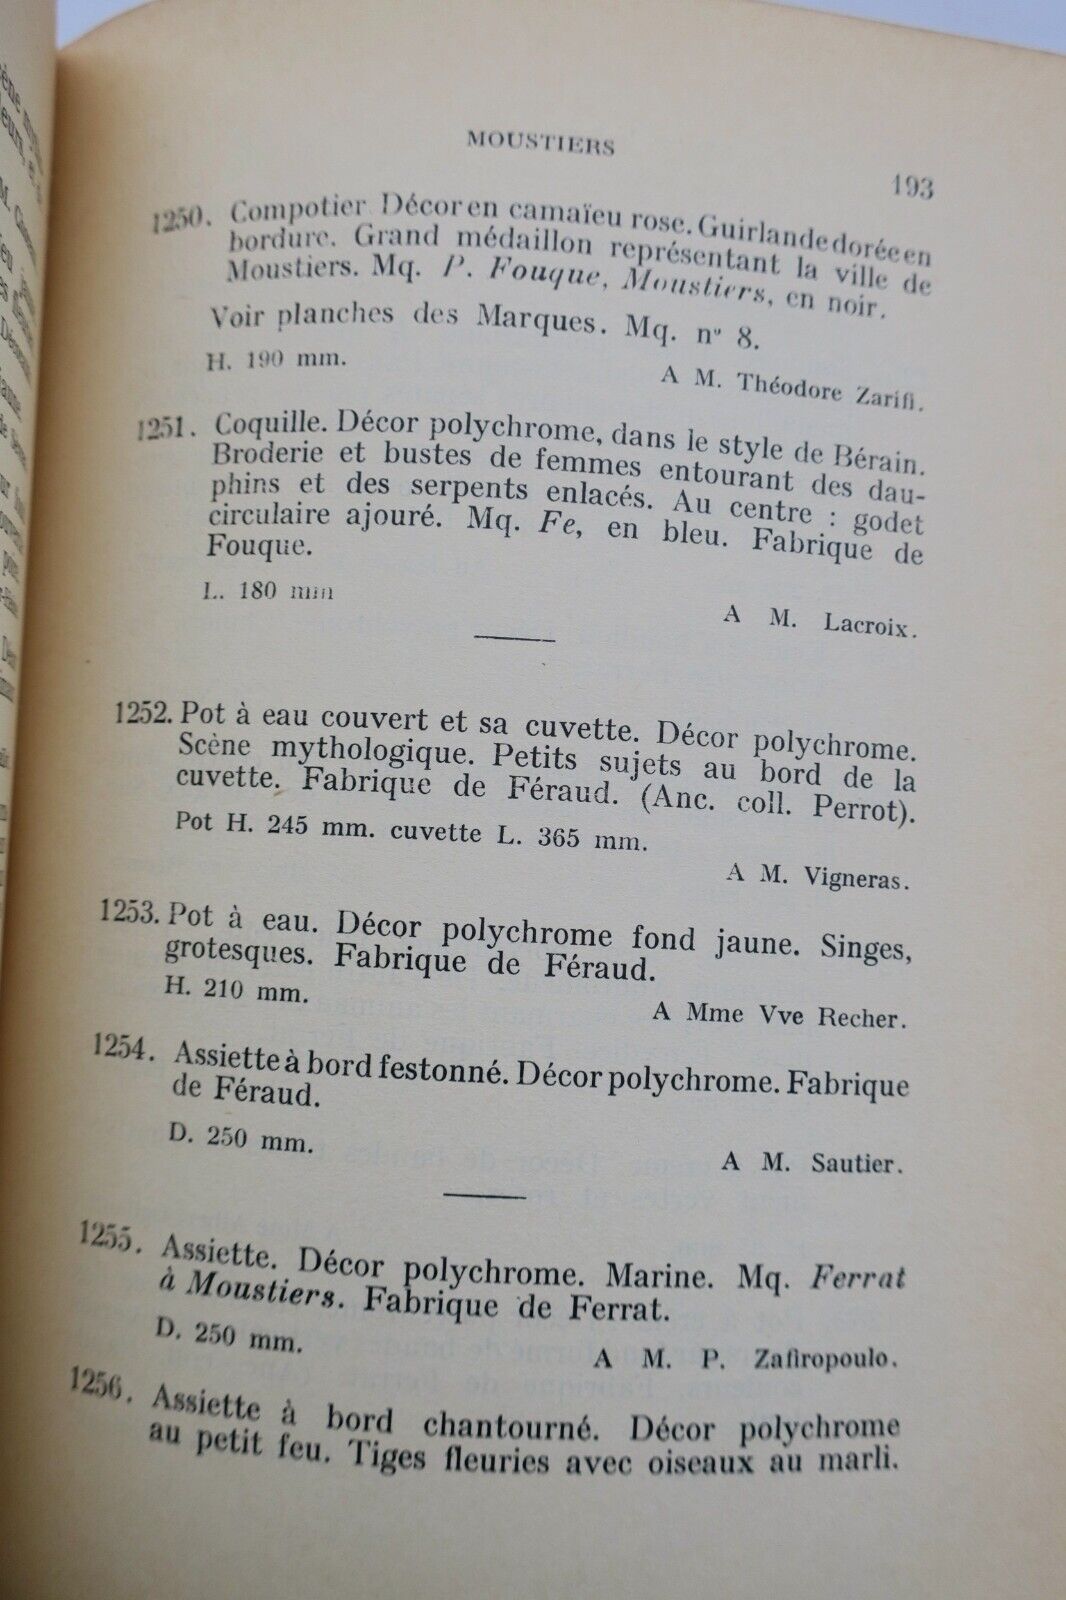 MOUSTIERS
193
1250. Compotier Décor en camaïeu rose. Guirlande dorée en
bordure. Grand médaillon représentant la ville de
Moustiers. Mq. P. Fouque, Moustiers, en noir.
Voir planches des Marques. Mq. nº 8.
H. 190 mm.
A M. Théodore Zarifi.
1251. Coquille. Décor polychrome, dans le style de Bérain.
Broderie et bustes de femmes entourant des dau-
phins et des serpents enlacés. Au centre : godet
circulaire ajouré. Mq. Fe, en bleu. Fabrique de
Fouque.
L. 180 mm
A M. Lacroix.
1252. Pot à eau couvert et sa cuvette. Décor polychrome.
Scène mythologique. Petits sujets au bord de la
cuvette. Fabrique de Féraud. (Anc. coll. Perrot).
Pot H. 245 mm. cuvette L. 365 mm.
A M. Vigneras.
1253. Pot à eau. Décor polychrome fond jaune. Singes,
grotesques. Fabrique de Féraud.
H. 210 mm.
A Mme Vve Recher.
1254. Assiette à bord festonné. Décor polychrome. Fabrique
de Féraud.
D. 250 mm.
A M. Sautier.
1255. Assiette. Décor polychrome. Marine. Mq. Ferrat
à Moustiers. Fabrique de Ferrat.
D. 250 mm.
A M. P. Zafiropoulo.
1256. Assiette à bord chantourné. Décor polychrome
au petit feu. Tiges fleuries avec oiseaux au marli.